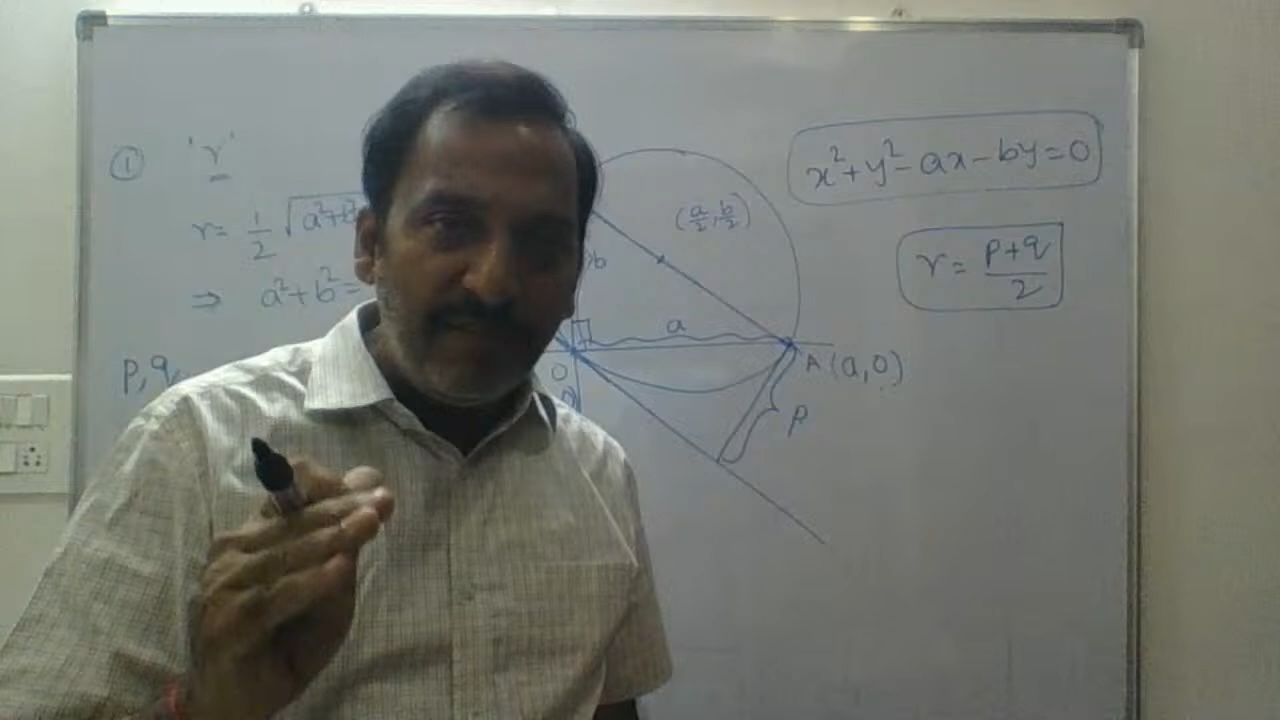 ① 'r'
r = 1/2 √a²+b²
⇒ a²+b² =
p, q
x²+y²-ax-by=0
r = p+q/2
(a/2, b/2)
b
a
O
A(a,0)
p